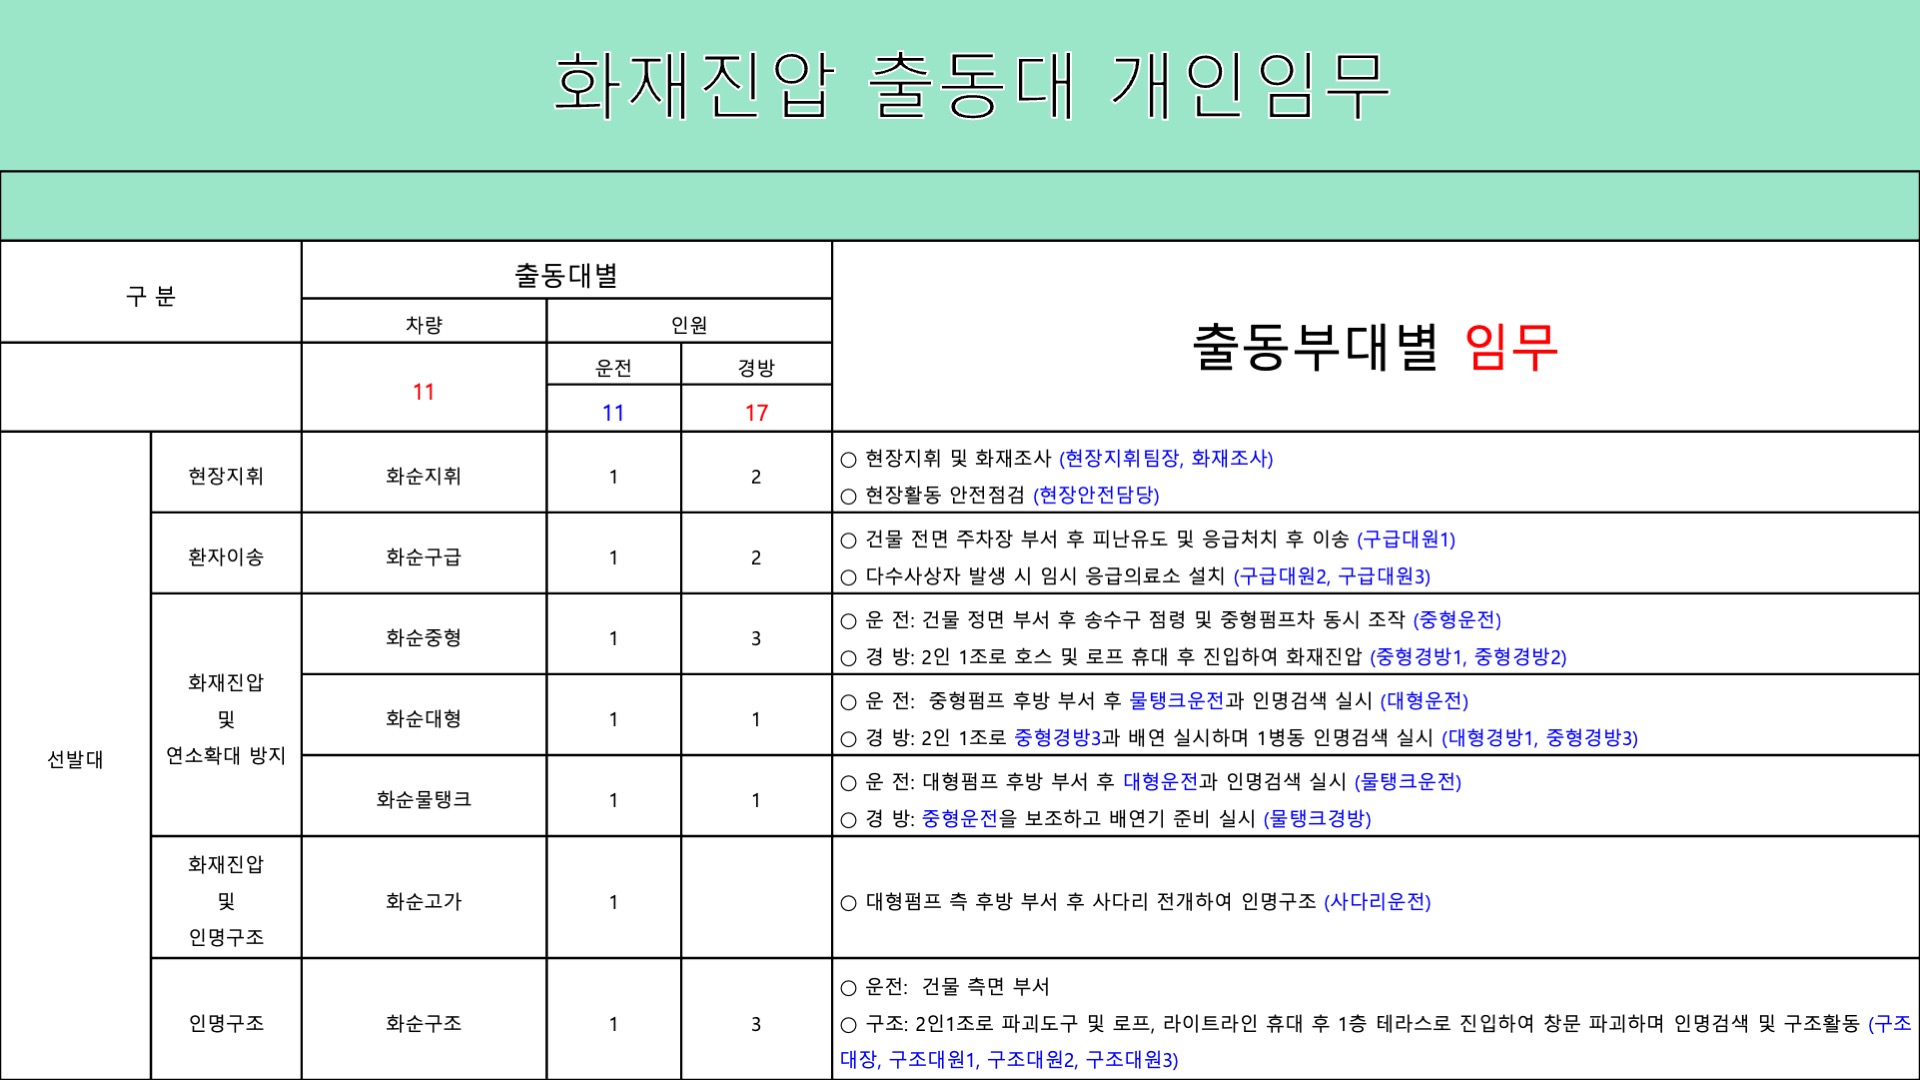 화재진압 출동대 개인임무
구 분
출동대별
출동부대별 임무
차량
인원
11
운전
경방
11
17
선발대
현장지휘
화순지휘
1
2
○ 현장지휘 및 화재조사 (현장지휘팀장, 화재조사)
○ 현장활동 안전점검 (현장안전담당)
환자이송
화순구급
1
2
○ 건물 전면 주차장 부서 후 피난유도 및 응급처치 후 이송 (구급대원1)
○ 다수사상자 발생 시 임시 응급의료소 설치 (구급대원2, 구급대원3)
화재진압
및
연소확대 방지
화순중형
1
3
○ 운 전: 건물 정면 부서 후 송수구 점령 및 중형펌프차 동시 조작 (중형운전)
○ 경 방: 2인 1조로 호스 및 로프 휴대 후 진입하여 화재진압 (중형경방1, 중형경방2)
화순대형
1
1
○ 운 전:  중형펌프 후방 부서 후 물탱크운전과 인명검색 실시 (대형운전)
○ 경 방: 2인 1조로 중형경방3과 배연 실시하며 1병동 인명검색 실시 (대형경방1, 중형경방3)
화순물탱크
1
1
○ 운 전: 대형펌프 후방 부서 후 대형운전과 인명검색 실시 (물탱크운전)
○ 경 방: 중형운전을 보조하고 배연기 준비 실시 (물탱크경방)
화재진압
및
인명구조
화순고가
1
○ 대형펌프 측 후방 부서 후 사다리 전개하여 인명구조 (사다리운전)
인명구조
화순구조
1
3
○ 운전:  건물 측면 부서
○ 구조: 2인1조로 파괴도구 및 로프, 라이트라인 휴대 후 1층 테라스로 진입하여 창문 파괴하며 인명검색 및 구조활동 (구조
대장, 구조대원1, 구조대원2, 구조대원3)